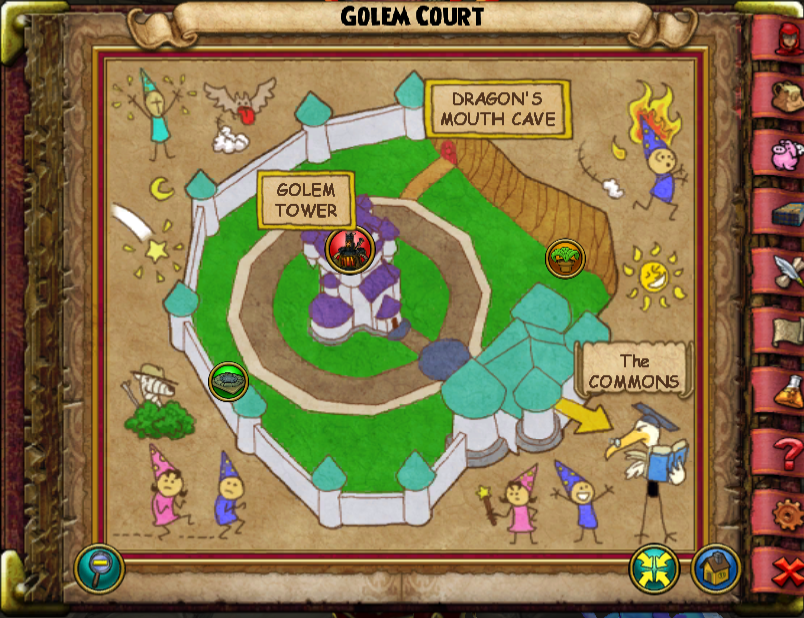 GOLEM COURT
DRAGON'S
MOUTH CAVE
GOLEM
TOWER
The
COMMONS
?